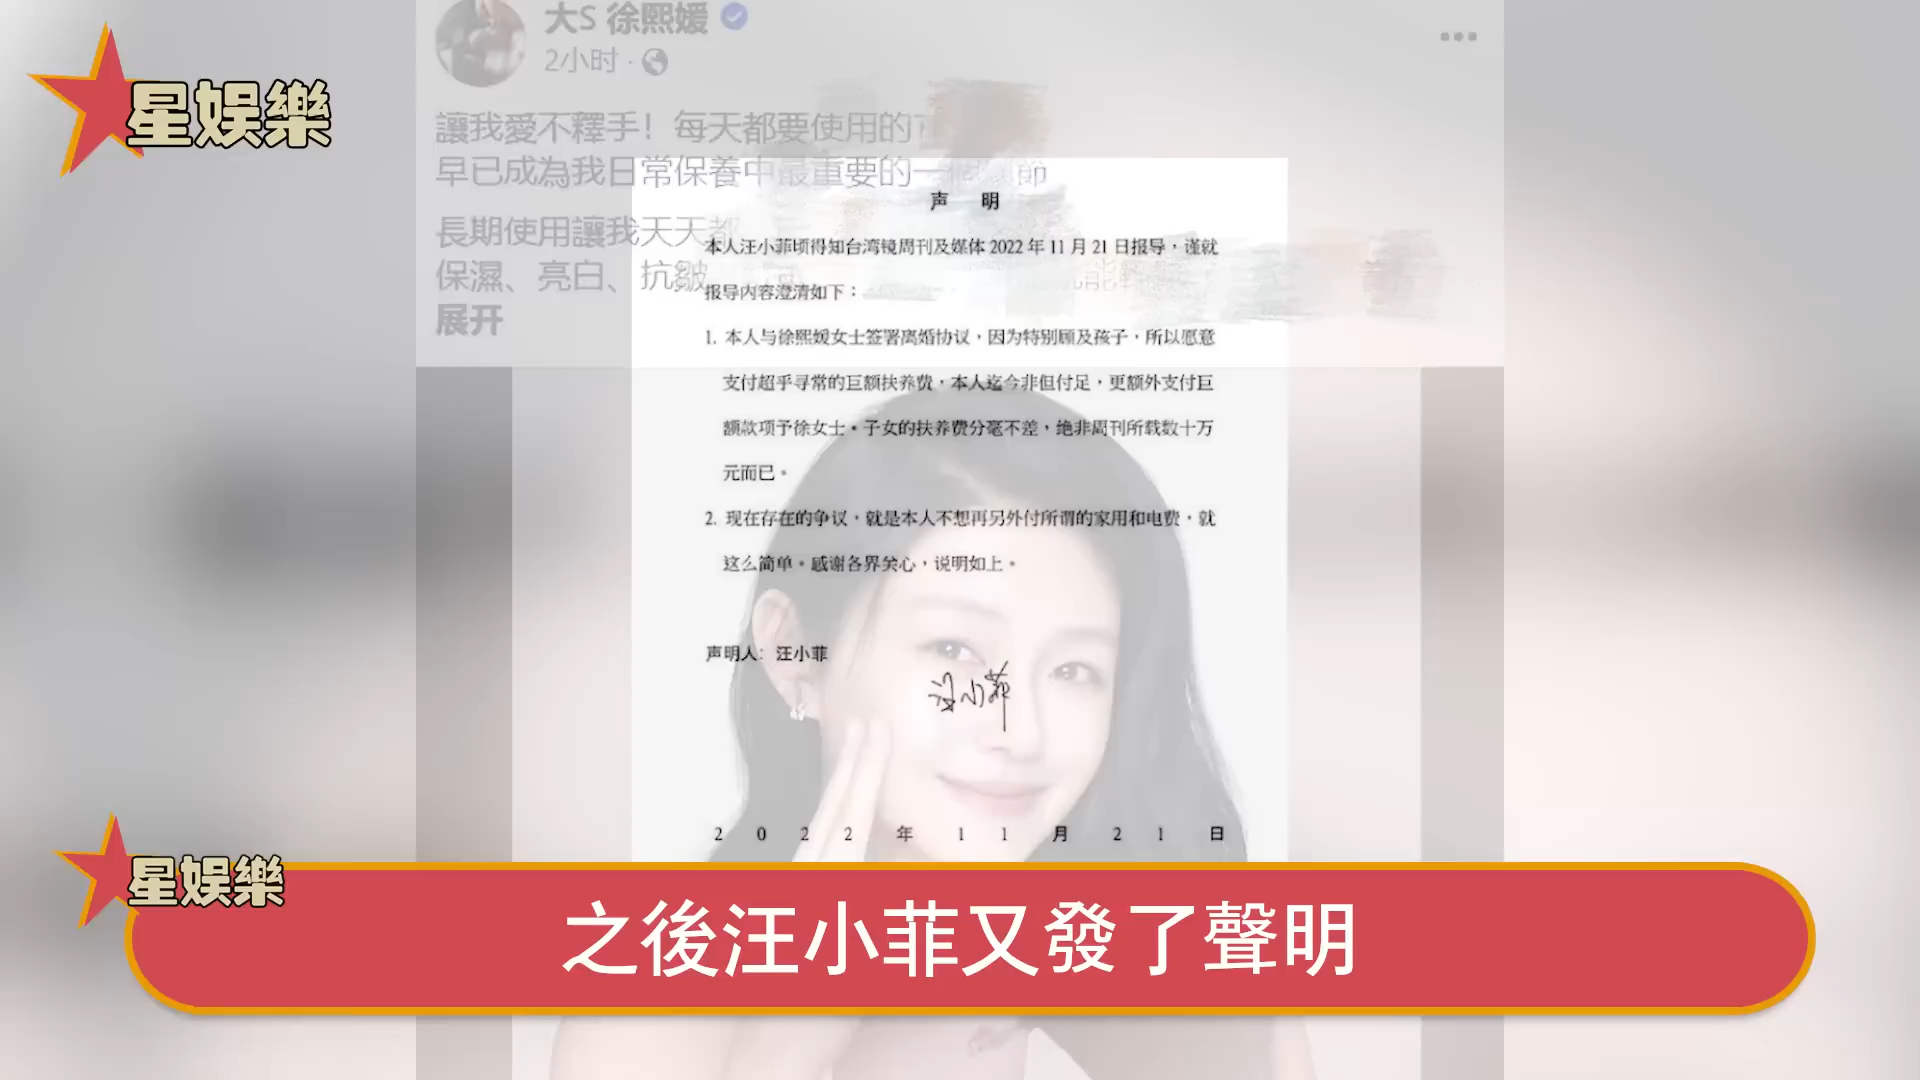 大S 徐熙媛
2小时
星娱樂
讓我愛不釋手！每天都要使用的
早已成為我日常保養中最重要的一個
長期使用讓我天天都
保濕、亮白、抗皺
展开
声 明
本人汪小菲顷得知台湾镜周刊及媒体 2022 年 11 月 21 日报导，谨就
报导内容澄清如下：
1. 本人与徐熙媛女士签署离婚协议，因为特别顾及孩子，所以愿意
支付超乎寻常的巨额扶养费，本人迄今非但付足，更额外支付巨
额款项予徐女士。子女的扶养费分毫不差，绝非周刊所载数十万
元而已。
2. 现在存在的争议，就是本人不想再另外付所谓的家用和电费，就
这么简单。感谢各界关心，说明如上。
声明人：汪小菲
汪小菲
2 0 2 2 年 1 1 月 2 1 日
星娱樂
之後汪小菲又發了聲明